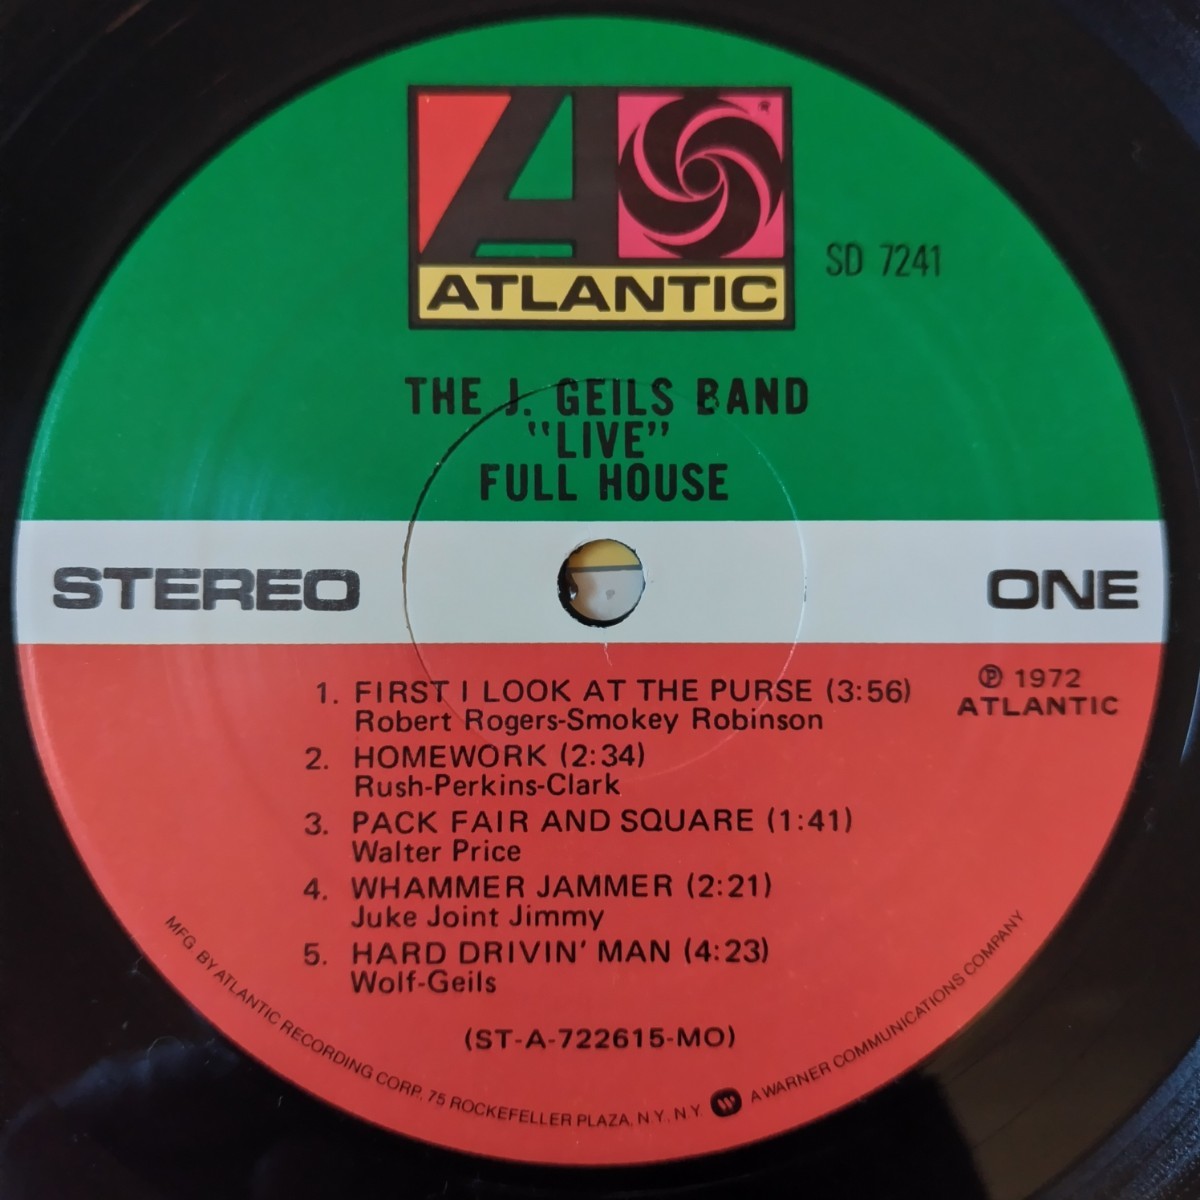 ATLANTIC
®
SD 7241
THE J. GEILS BAND
"LIVE"
FULL HOUSE
STEREO
ONE
℗ 1972
ATLANTIC
1. FIRST I LOOK AT THE PURSE (3:56)
Robert Rogers-Smokey Robinson
2. HOMEWORK (2:34)
Rush-Perkins-Clark
3. PACK FAIR AND SQUARE (1:41)
Walter Price
4. WHAMMER JAMMER (2:21)
Juke Joint Jimmy
5. HARD DRIVIN' MAN (4:23)
Wolf-Geils
(ST-A-722615-MO)
MFG. BY ATLANTIC RECORDING CORP. 75 ROCKEFELLER PLAZA, N.Y. N.Y. A WARNER COMMUNICATIONS COMPANY